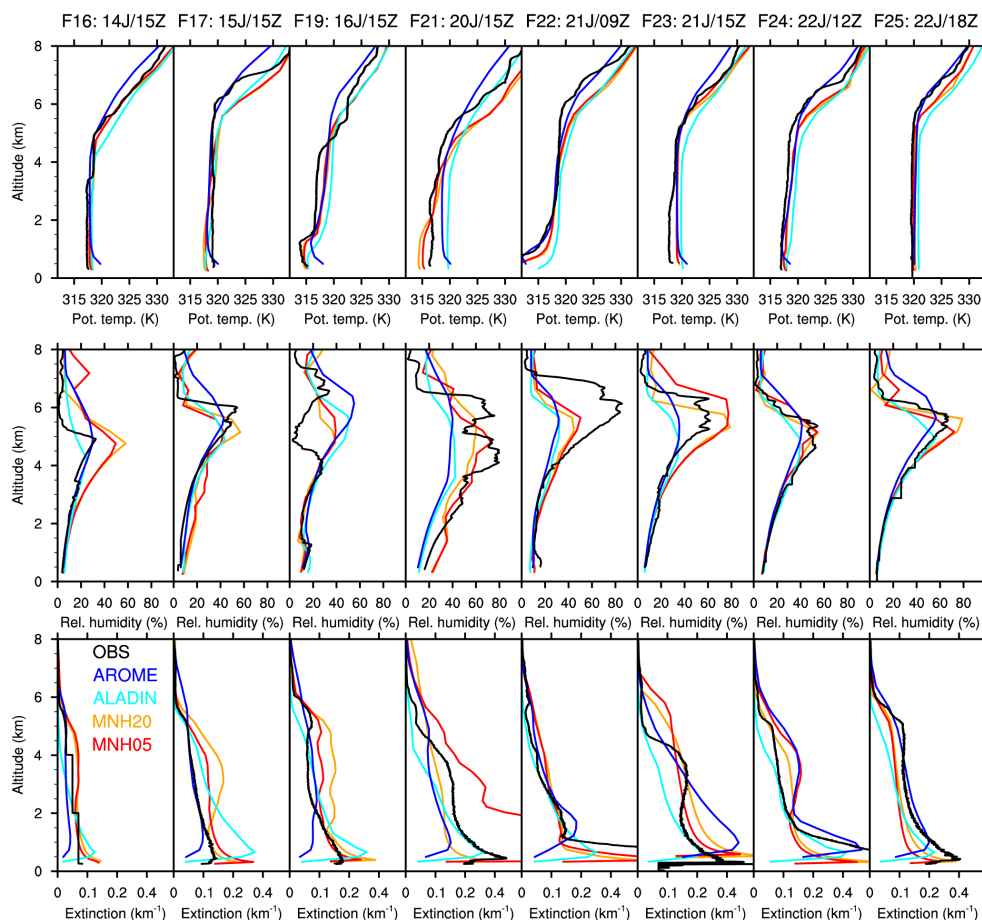 F16: 14J/15Z F17: 15J/15Z F19: 16J/15Z F21: 20J/15Z F22: 21J/09Z F23: 21J/15Z F24: 22J/12Z F25: 22J/18Z
8
6
4
2
0
Altitude (km)
315 320 325 330 315 320 325 330 315 320 325 330 315 320 325 330 315 320 325 330 315 320 325 330 315 320 325 330 315 320 325 330
Pot. temp. (K) Pot. temp. (K) Pot. temp. (K) Pot. temp. (K) Pot. temp. (K) Pot. temp. (K) Pot. temp. (K) Pot. temp. (K)
8
6
4
2
0
Altitude (km)
0 20 40 60 80 0 20 40 60 80 0 20 40 60 80 0 20 40 60 80 0 20 40 60 80 0 20 40 60 80 0 20 40 60 80 0 20 40 60 80
Rel. humidity (%) Rel. humidity (%) Rel. humidity (%) Rel. humidity (%) Rel. humidity (%) Rel. humidity (%) Rel. humidity (%) Rel. humidity (%)
8
6
4
2
0
Altitude (km)
OBS
AROME
ALADIN
MNH20
MNH05
0 0.1 0.2 0.3 0.4 0 0.1 0.2 0.3 0.4 0 0.1 0.2 0.3 0.4 0 0.1 0.2 0.3 0.4 0 0.2 0.4 0 0.1 0.2 0.3 0.4 0 0.1 0.2 0.3 0.4 0 0.2 0.4
Extinction (km⁻¹) Extinction (km⁻¹) Extinction (km⁻¹) Extinction (km⁻¹) Extinction (km⁻¹) Extinction (km⁻¹) Extinction (km⁻¹) Extinction (km⁻¹)